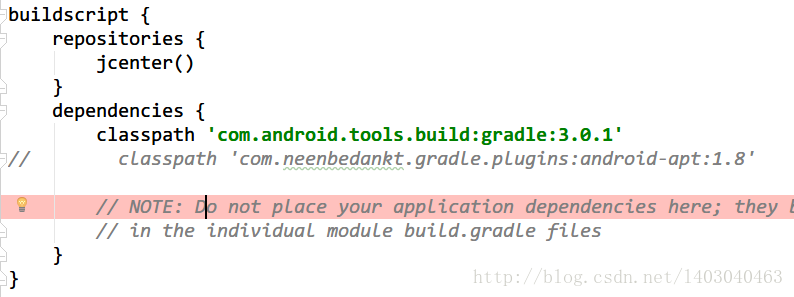 buildscript {
    repositories {
        jcenter()
    }
    dependencies {
        classpath 'com.android.tools.build:gradle:3.0.1'
//        classpath 'com.neenbedankt.gradle.plugins:android-apt:1.8'
        // NOTE: Do not place your application dependencies here; they
        // in the individual module build.gradle files
    }
}
http://blog.csdn.net/1403040463